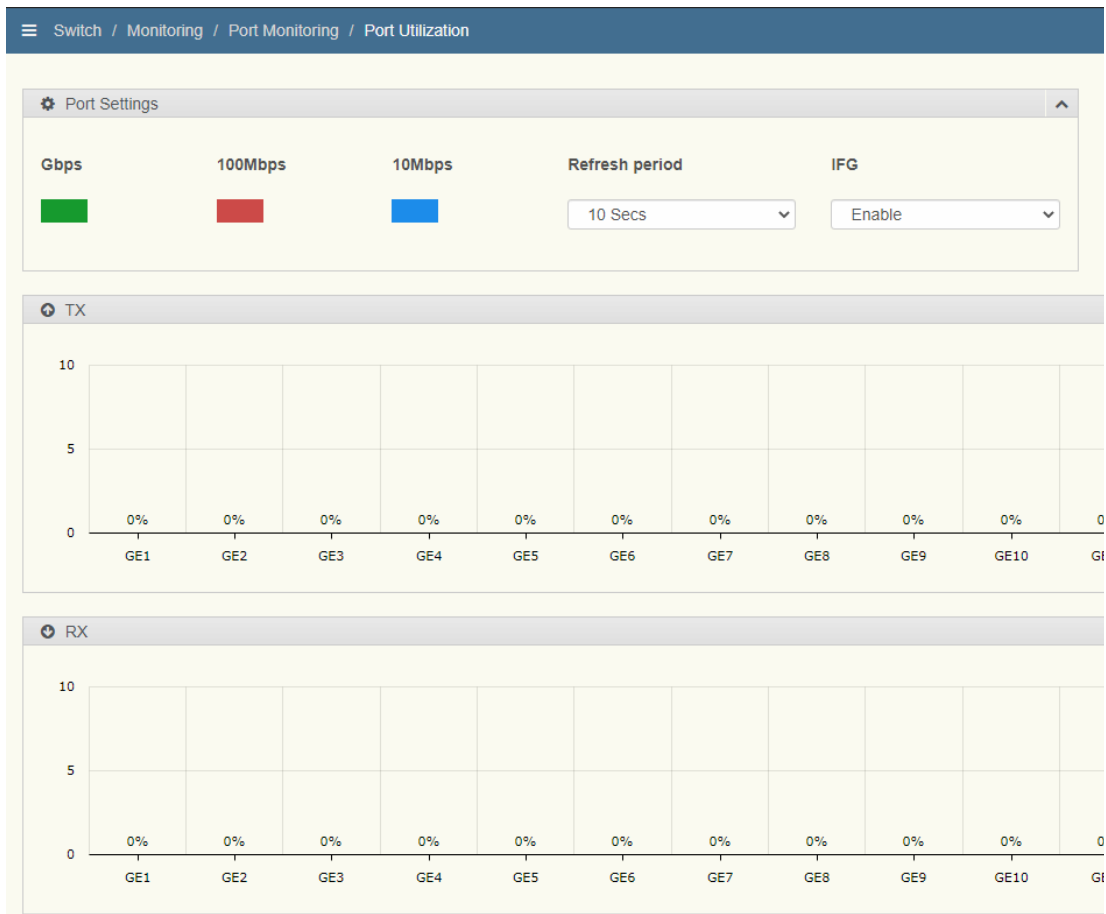 Switch / Monitoring / Port Monitoring / Port Utilization
Port Settings
Gbps 100Mbps 10Mbps Refresh period IFG
10 Secs Enable
TX
10
5
0% 0% 0% 0% 0% 0% 0% 0% 0% 0%
0
GE1 GE2 GE3 GE4 GE5 GE6 GE7 GE8 GE9 GE10
RX
10
5
0% 0% 0% 0% 0% 0% 0% 0% 0% 0%
0
GE1 GE2 GE3 GE4 GE5 GE6 GE7 GE8 GE9 GE10